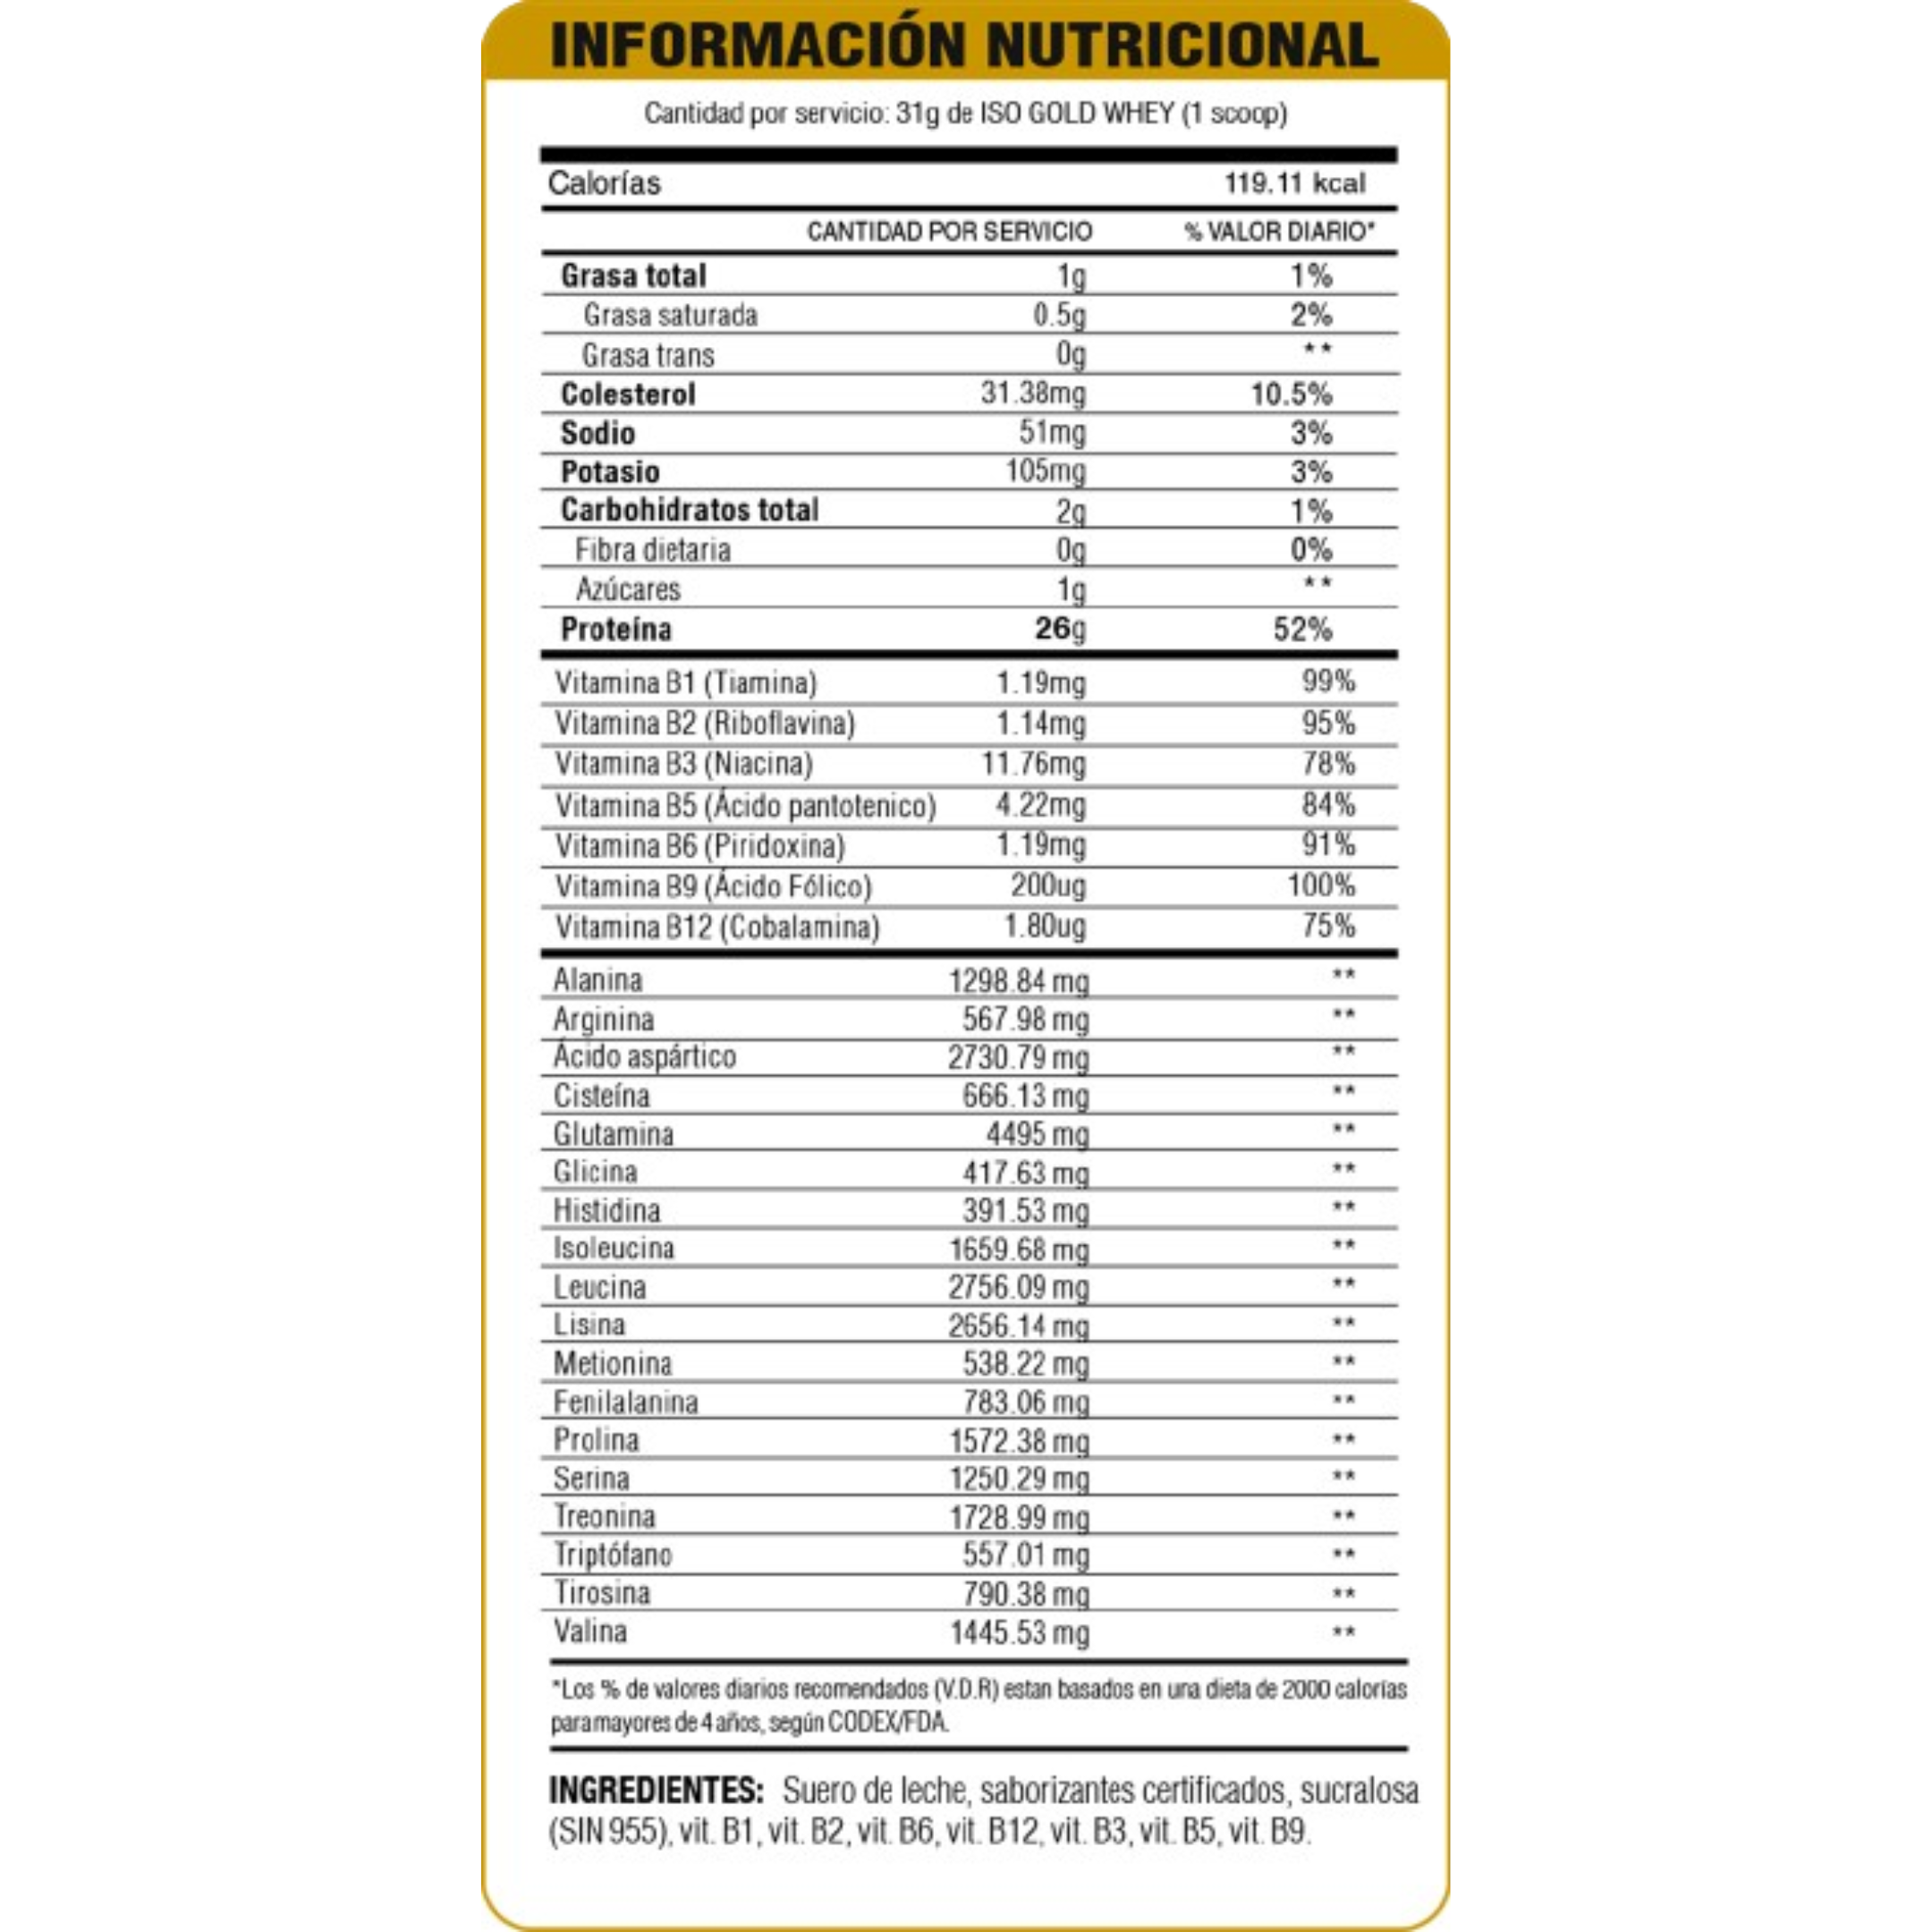 INFORMACIÓN NUTRICIONAL
Cantidad por servicio: 31g de ISO GOLD WHEY (1 scoop)
Calorías 119.11 kcal
CANTIDAD POR SERVICIO % VALOR DIARIO*
Grasa total 1g 1%
Grasa saturada 0.5g 2%
Grasa trans 0g **
Colesterol 31.38mg 10.5%
Sodio 51mg 3%
Potasio 105mg 3%
Carbohidratos total 2g 1%
Fibra dietaria 0g 0%
Azúcares 1g **
Proteína 26g 52%
Vitamina B1 (Tiamina) 1.19mg 99%
Vitamina B2 (Riboflavina) 1.14mg 95%
Vitamina B3 (Niacina) 11.76mg 78%
Vitamina B5 (Ácido pantotenico) 4.22mg 84%
Vitamina B6 (Piridoxina) 1.19mg 91%
Vitamina B9 (Ácido Fólico) 200ug 100%
Vitamina B12 (Cobalamina) 1.80ug 75%
Alanina 1298.84 mg **
Arginina 567.98 mg **
Ácido aspártico 2730.79 mg **
Cisteína 666.13 mg **
Glutamina 4495 mg **
Glicina 417.63 mg **
Histidina 391.53 mg **
Isoleucina 1659.68 mg **
Leucina 2756.09 mg **
Lisina 2656.14 mg **
Metionina 538.22 mg **
Fenilalanina 783.06 mg **
Prolina 1572.38 mg **
Serina 1250.29 mg **
Treonina 1728.99 mg **
Triptófano 557.01 mg **
Tirosina 790.38 mg **
Valina 1445.53 mg **
*Los % de valores diarios recomendados (V.D.R) estan basados en una dieta de 2000 calorías
para mayores de 4 años, según CODEX/FDA.
INGREDIENTES: Suero de leche, saborizantes certificados, sucralosa
(SIN 955), vit. B1, vit. B2, vit. B6, vit. B12, vit. B3, vit. B5, vit. B9.